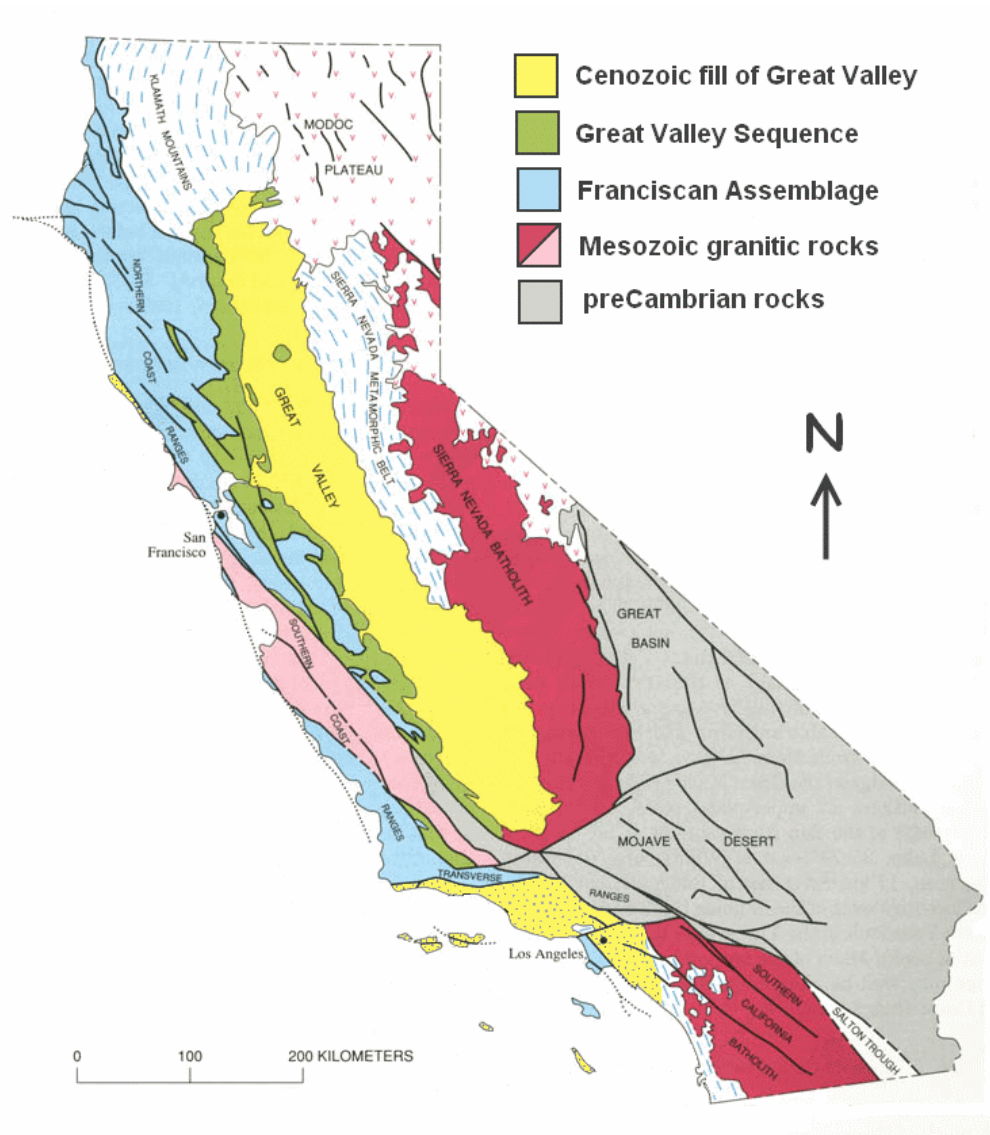 Cenozoic fill of Great Valley
Great Valley Sequence
Franciscan Assemblage
Mesozoic granitic rocks
preCambrian rocks
N
KLAMATH MOUNTAINS
MODOC
PLATEAU
NORTHERN
COAST
RANGES
SIERRA NEVADA METAMORPHIC BELT
GREAT
VALLEY
SIERRA NEVADA BATHOLITH
San
Francisco
GREAT
BASIN
SOUTHERN
COAST
RANGES
MOJAVE
DESERT
TRANSVERSE
RANGES
Los Angeles
SOUTHERN
CALIFORNIA
BATHOLITH
SALTON TROUGH
0 100 200 KILOMETERS